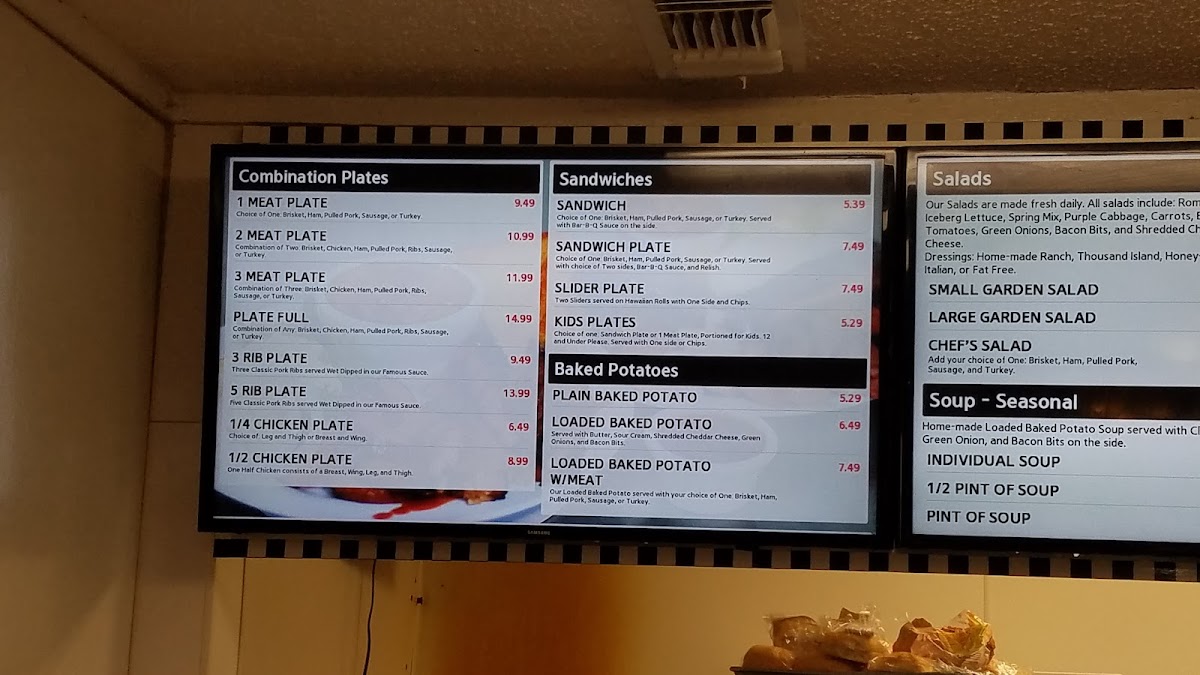 Combination Plates
1 MEAT PLATE 9.49
Choice of One: Brisket, Ham, Pulled Pork, Sausage, or Turkey.
2 MEAT PLATE 10.99
Combination of Two: Brisket, Chicken, Ham, Pulled Pork, Ribs, Sausage,
or Turkey.
3 MEAT PLATE 11.99
Combination of Three: Brisket, Chicken, Ham, Pulled Pork, Ribs,
Sausage, or Turkey.
PLATE FULL 14.99
Combination of Any: Brisket, Chicken, Ham, Pulled Pork, Ribs, Sausage,
or Turkey.
3 RIB PLATE 9.49
Three Classic Pork Ribs served Wet Dipped in our Famous Sauce.
5 RIB PLATE 13.99
Five Classic Pork Ribs served Wet Dipped in our Famous Sauce.
1/4 CHICKEN PLATE 6.49
Choice of: Leg and Thigh or Breast and Wing.
1/2 CHICKEN PLATE 8.99
One Half Chicken consists of a Breast, Wing, Leg, and Thigh.
Sandwiches
SANDWICH 5.39
Choice of One: Brisket, Ham, Pulled Pork, Sausage, or Turkey. Served
with Bar-B-Q Sauce on the side.
SANDWICH PLATE 7.49
Choice of One: Brisket, Ham, Pulled Pork, Sausage, or Turkey. Served
with choice of Two sides, Bar-B-Q Sauce, and Relish.
SLIDER PLATE 7.49
Two Sliders served on Hawaiian Rolls with One Side and Chips.
KIDS PLATES 5.29
Choice of one: Sandwich Plate or 1 Meat Plate, Portioned for Kids. 12
and Under Please. Served with One side or Chips.
Baked Potatoes
PLAIN BAKED POTATO 5.29
LOADED BAKED POTATO 6.49
Served with Butter, Sour Cream, Shredded Cheddar Cheese, Green
Onions, and Bacon Bits.
LOADED BAKED POTATO 7.49
W/MEAT
Our Loaded Baked Potato served with your choice of One: Brisket, Ham,
Pulled Pork, Sausage, or Turkey.
SAMSUNG
Salads
Our Salads are made fresh daily. All salads include:
Iceberg Lettuce, Spring Mix, Purple Cabbage, Carrots,
Tomatoes, Green Onions, Bacon Bits, and Shredded
Cheese.
Dressings: Home-made Ranch, Thousand Island, Honey-
Italian, or Fat Free.
SMALL GARDEN SALAD
LARGE GARDEN SALAD
CHEF'S SALAD
Add your choice of One: Brisket, Ham, Pulled Pork,
Sausage, and Turkey.
Soup - Seasonal
Home-made Loaded Baked Potato Soup served with
Green Onion, and Bacon Bits on the side.
INDIVIDUAL SOUP
1/2 PINT OF SOUP
PINT OF SOUP